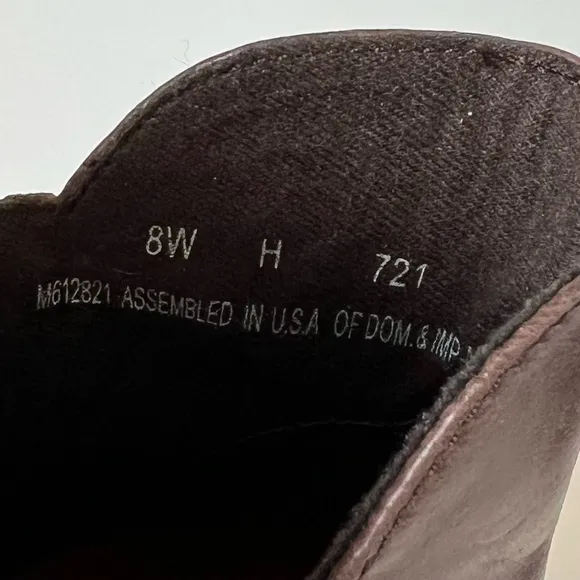 8W H 721
M612821 ASSEMBLED IN U.S.A OF DOM. & IMP